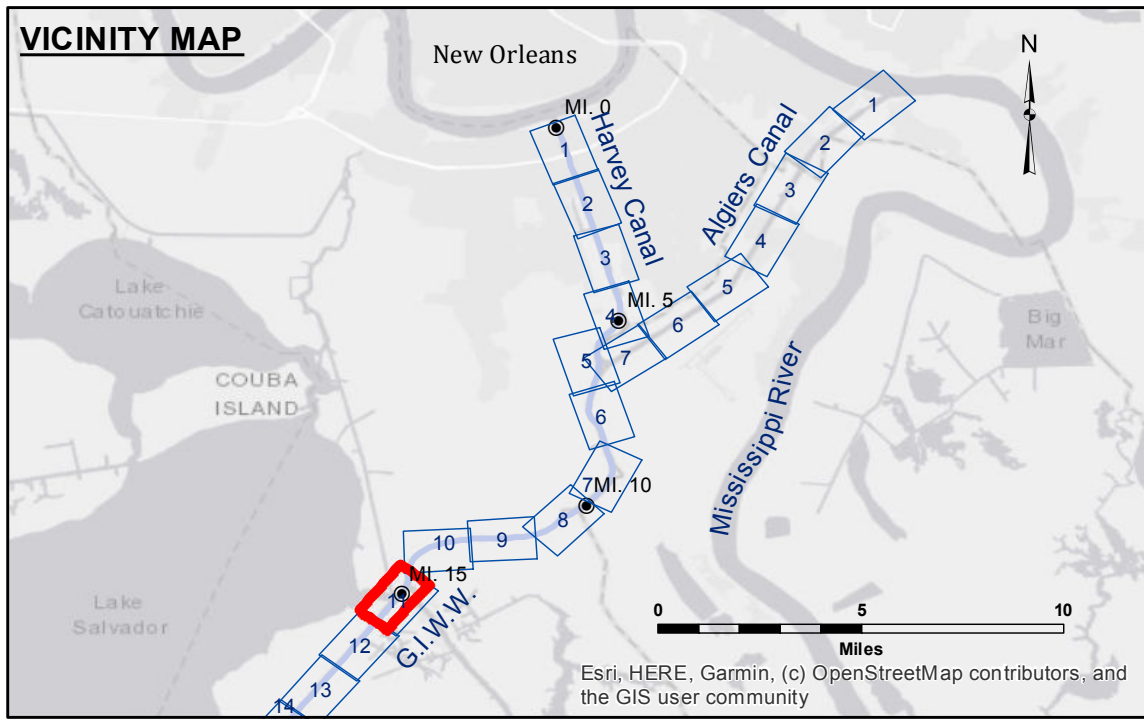 VICINITY MAP
New Orleans
N
MI. 0
Harvey Canal
Algiers Canal
1
2
3
4
1
2
3
4
5
6
7
MI. 5
5
6
7
MI. 10
8
9
10
MI. 15
11
G.I.W.W.
12
13
14
Lake
Catouatchie
COUBA
ISLAND
Big
Mar
Mississippi River
Lake
Salvador
0
5
10
Miles
Esri, HERE, Garmin, (c) OpenStreetMap contributors, and
the GIS user community